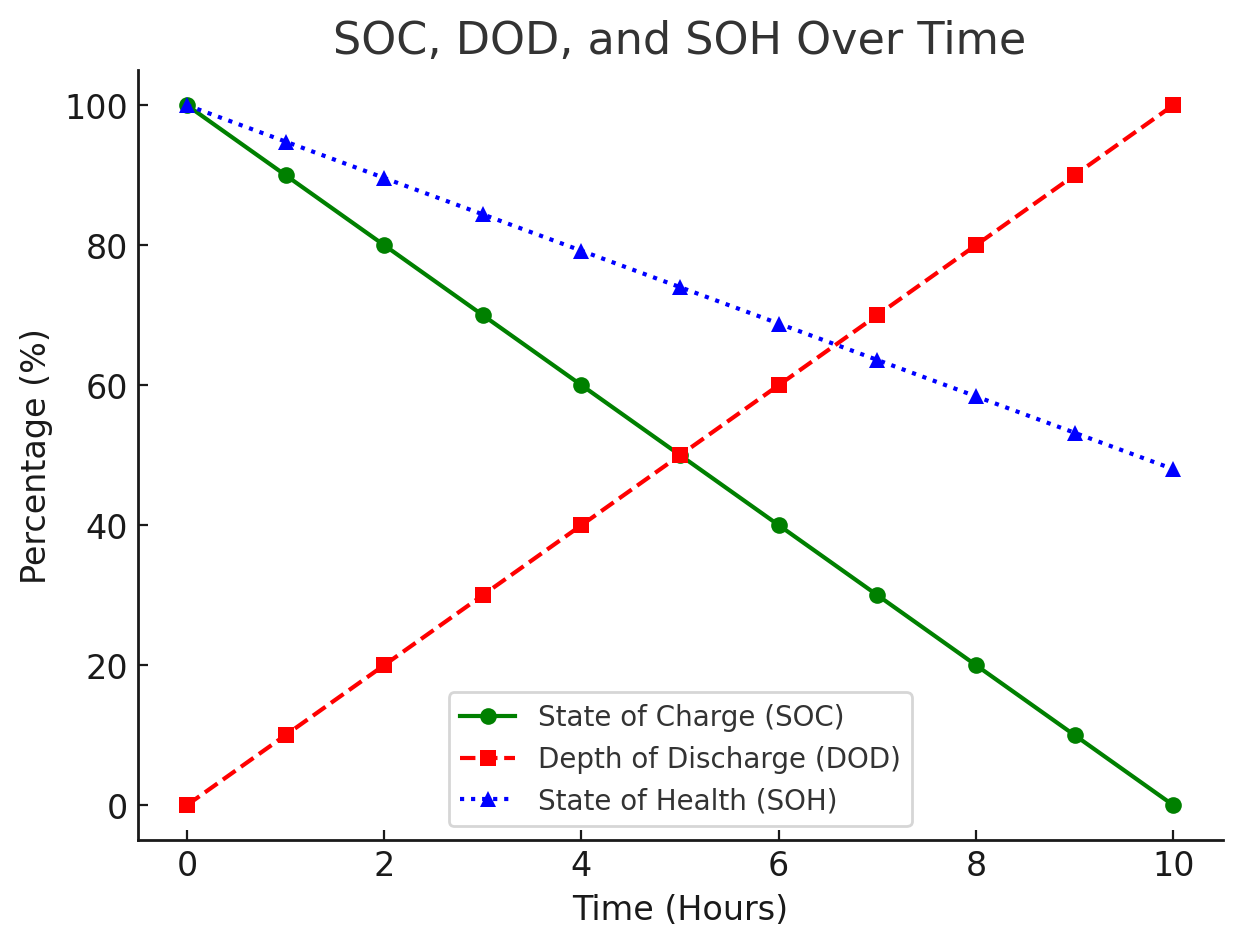 SOC, DOD, and SOH Over Time
100
80
60
40
20
0
Percentage (%)
State of Charge (SOC)
Depth of Discharge (DOD)
State of Health (SOH)
0 2 4 6 8 10
Time (Hours)